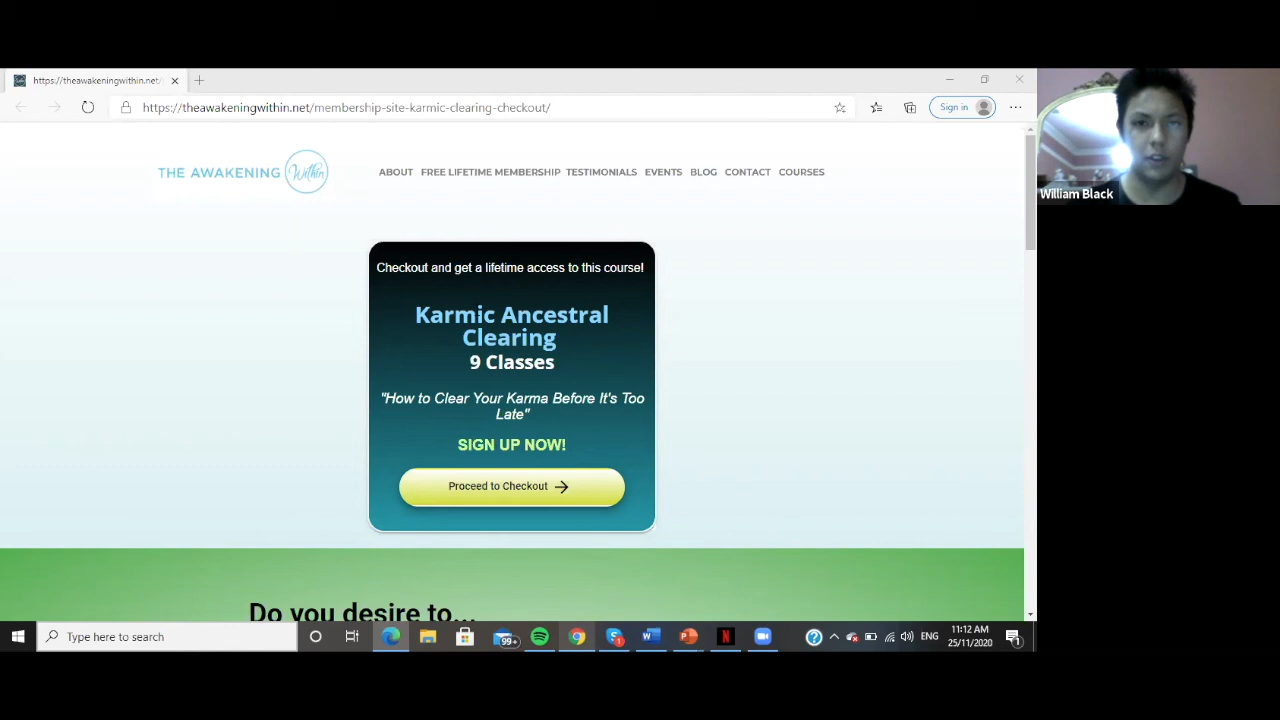 https://theawakeningwithin.net/
https://theawakeningwithin.net/membership-site-karmic-clearing-checkout/
Sign in
THE AWAKENING Within
ABOUT FREE LIFETIME MEMBERSHIP TESTIMONIALS EVENTS BLOG CONTACT COURSES
William Black
Checkout and get a lifetime access to this course!
Karmic Ancestral
Clearing
9 Classes
"How to Clear Your Karma Before It's Too
Late"
SIGN UP NOW!
Proceed to Checkout
Do you desire to...
Type here to search
99+
ENG
11:12 AM
25/11/2020